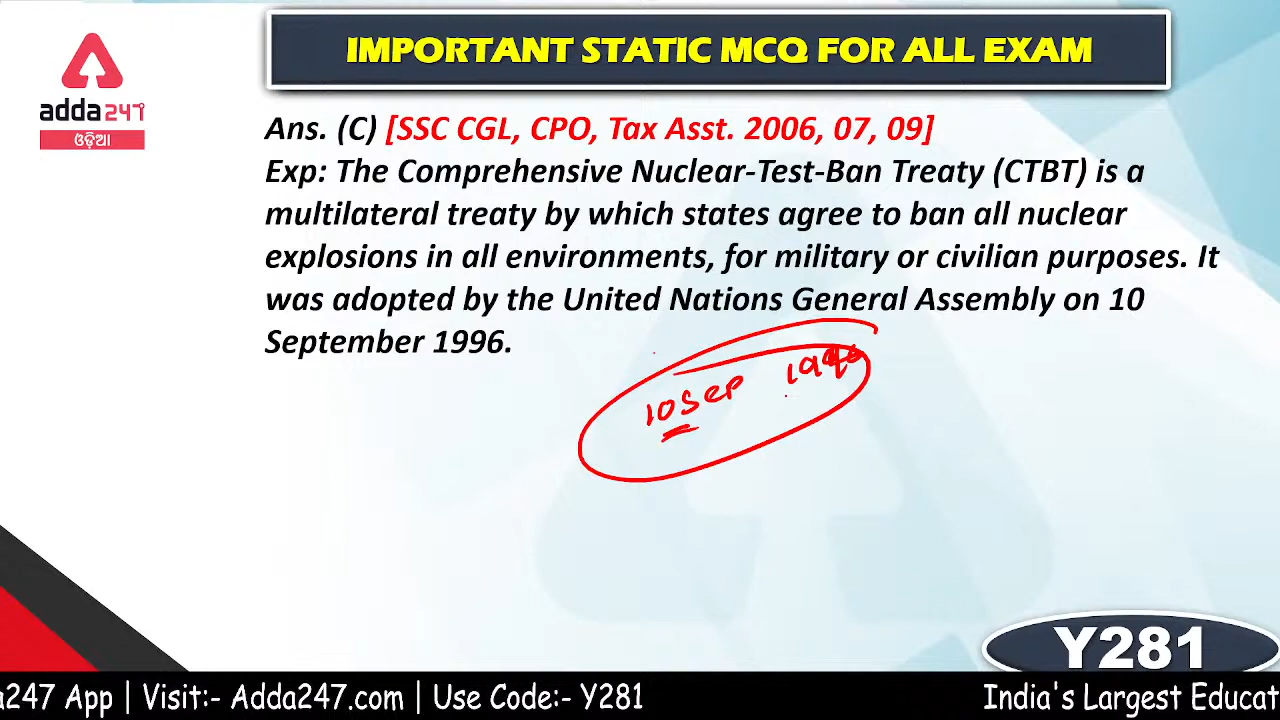 IMPORTANT STATIC MCQ FOR ALL EXAM
adda247
ଓଡ଼ିଆ
Ans. (C) [SSC CGL, CPO, Tax Asst. 2006, 07, 09]
Exp: The Comprehensive Nuclear-Test-Ban Treaty (CTBT) is a
multilateral treaty by which states agree to ban all nuclear
explosions in all environments, for military or civilian purposes. It
was adopted by the United Nations General Assembly on 10
September 1996.
10 Sep 1996
Y281
a247 App | Visit:- Adda247.com | Use Code:- Y281
India's Largest Educat